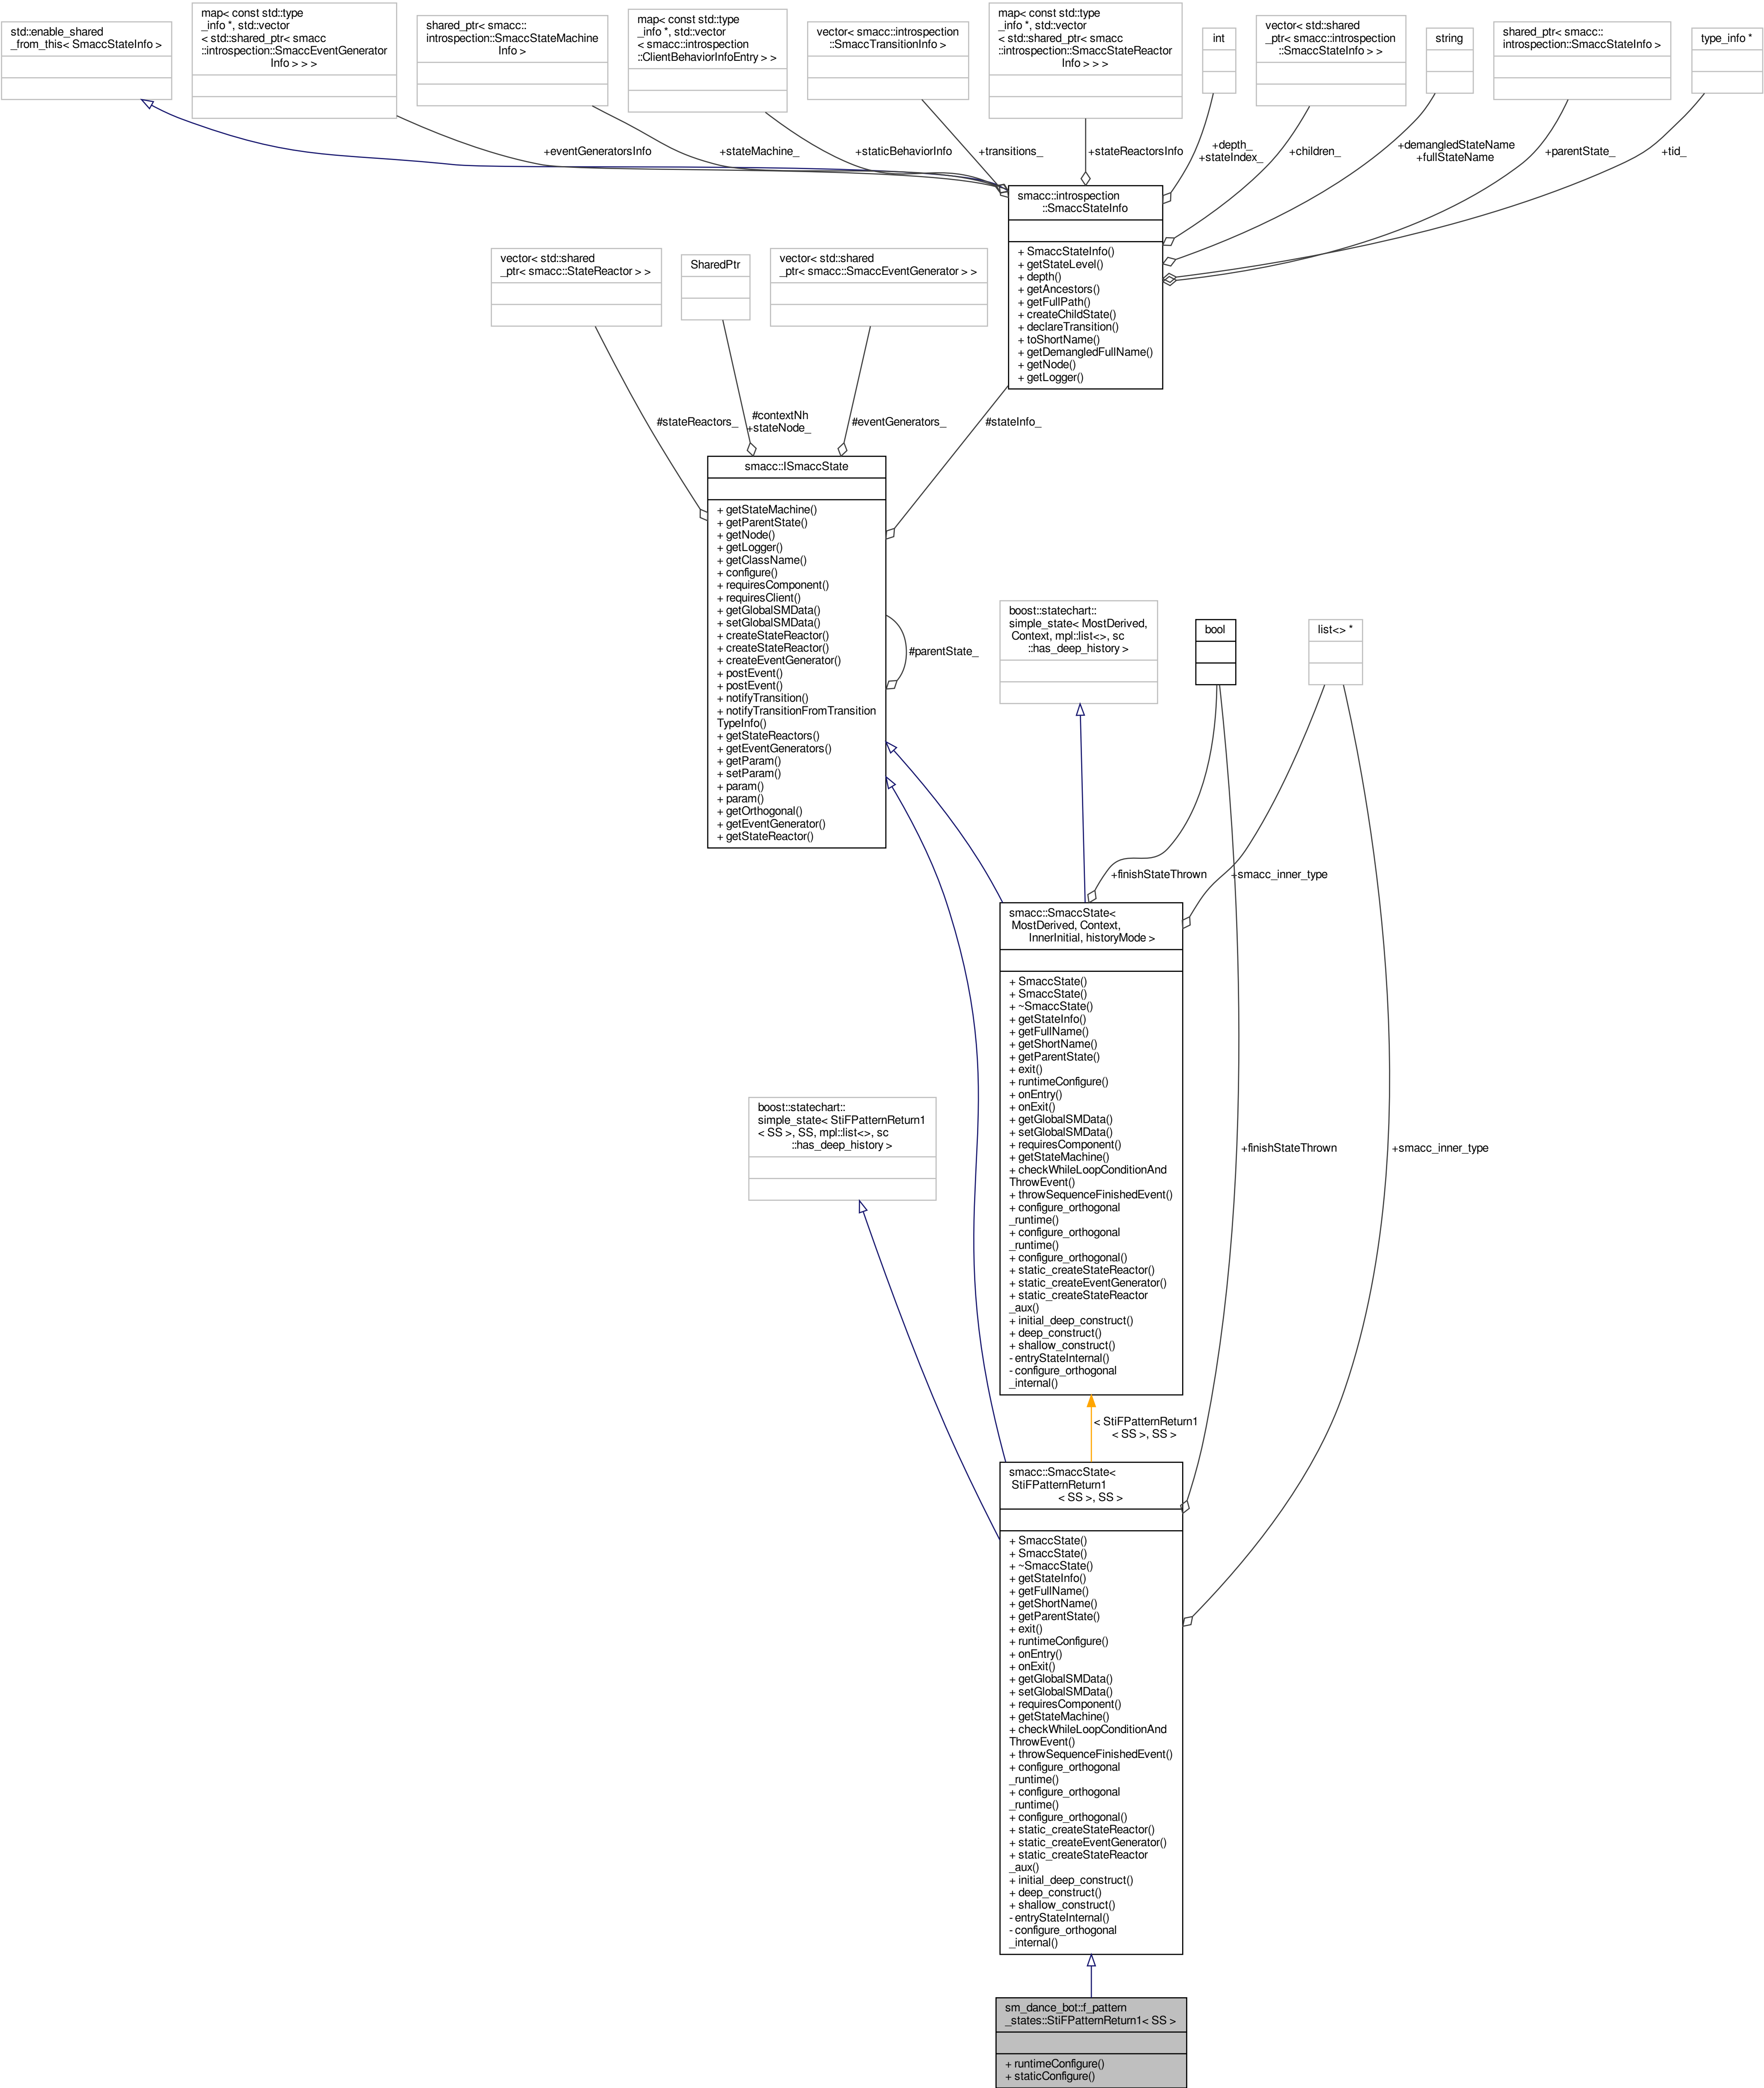 std::enable_shared
_from_this< SmaccStateInfo >
map< const std::type
_info *, std::vector
< std::shared_ptr< smacc
::introspection::SmaccEventGenerator
Info > > >
shared_ptr< smacc::
introspection::SmaccStateMachine
Info >
map< const std::type
_info *, std::vector
< smacc::introspection
::ClientBehaviorInfoEntry > >
vector< smacc::introspection
::SmaccTransitionInfo >
map< const std::type
_info *, std::vector
< std::shared_ptr< smacc
::introspection::SmaccStateReactor
Info > > >
int
vector< std::shared
_ptr< smacc::introspection
::SmaccStateInfo > >
string
shared_ptr< smacc::
introspection::SmaccStateInfo >
type_info *
+eventGeneratorsInfo
+stateMachine_
+staticBehaviorInfo
+transitions_
+stateReactorsInfo
+depth_
+stateIndex_
+children_
+demangledStateName
+fullStateName
+parentState_
+tid_
smacc::introspection
::SmaccStateInfo
+ SmaccStateInfo()
+ getStateLevel()
+ depth()
+ getAncestors()
+ getFullPath()
+ createChildState()
+ declareTransition()
+ toShortName()
+ getDemangledFullName()
+ getNode()
+ getLogger()
vector< std::shared
_ptr< smacc::StateReactor > >
SharedPtr
vector< std::shared
_ptr< smacc::SmaccEventGenerator > >
#stateReactors_
#contextNh
+stateNode_
#eventGenerators_
#stateInfo_
smacc::ISmaccState
+ getStateMachine()
+ getParentState()
+ getNode()
+ getLogger()
+ getClassName()
+ configure()
+ requiresComponent()
+ requiresClient()
+ getGlobalSMData()
+ setGlobalSMData()
+ createStateReactor()
+ createStateReactor()
+ createEventGenerator()
+ postEvent()
+ postEvent()
+ notifyTransition()
+ notifyTransitionFromTransition
TypeInfo()
+ getStateReactors()
+ getEventGenerators()
+ getParam()
+ setParam()
+ param()
+ param()
+ getOrthogonal()
+ getEventGenerator()
+ getStateReactor()
#parentState_
boost::statechart::
simple_state< MostDerived,
Context, mpl::list<>, sc
::has_deep_history >
bool
list<> *
+finishStateThrown
+smacc_inner_type
smacc::SmaccState<
MostDerived, Context,
InnerInitial, historyMode >
+ SmaccState()
+ SmaccState()
+ ~SmaccState()
+ getStateInfo()
+ getFullName()
+ getShortName()
+ getParentState()
+ exit()
+ runtimeConfigure()
+ onEntry()
+ onExit()
+ getGlobalSMData()
+ setGlobalSMData()
+ requiresComponent()
+ getStateMachine()
+ checkWhileLoopConditionAnd
ThrowEvent()
+ throwSequenceFinishedEvent()
+ configure_orthogonal
_runtime()
+ configure_orthogonal
_runtime()
+ configure_orthogonal()
+ static_createStateReactor()
+ static_createEventGenerator()
+ static_createStateReactor
_aux()
+ initial_deep_construct()
+ deep_construct()
+ shallow_construct()
- entryStateInternal()
- configure_orthogonal
_internal()
boost::statechart::
simple_state< StiFPatternReturn1
< SS >, SS, mpl::list<>, sc
::has_deep_history >
+finishStateThrown
+smacc_inner_type
< StiFPatternReturn1
< SS >, SS >
smacc::SmaccState<
StiFPatternReturn1
< SS >, SS >
+ SmaccState()
+ SmaccState()
+ ~SmaccState()
+ getStateInfo()
+ getFullName()
+ getShortName()
+ getParentState()
+ exit()
+ runtimeConfigure()
+ onEntry()
+ onExit()
+ getGlobalSMData()
+ setGlobalSMData()
+ requiresComponent()
+ getStateMachine()
+ checkWhileLoopConditionAnd
ThrowEvent()
+ throwSequenceFinishedEvent()
+ configure_orthogonal
_runtime()
+ configure_orthogonal
_runtime()
+ configure_orthogonal()
+ static_createStateReactor()
+ static_createEventGenerator()
+ static_createStateReactor
_aux()
+ initial_deep_construct()
+ deep_construct()
+ shallow_construct()
- entryStateInternal()
- configure_orthogonal
_internal()
sm_dance_bot::f_pattern
_states::StiFPatternReturn1< SS >
+ runtimeConfigure()
+ staticConfigure()